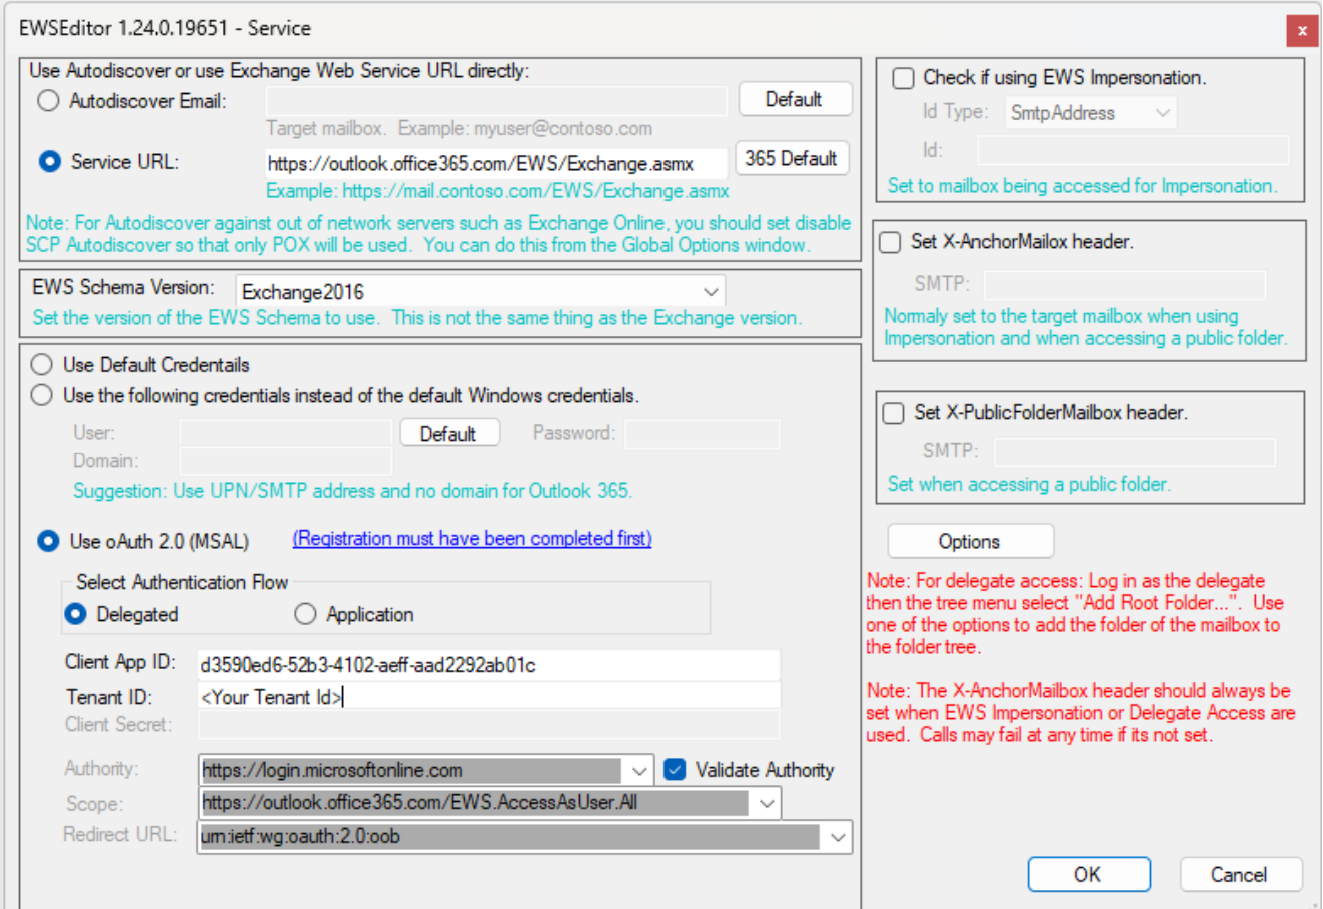 EWSEditor 1.24.0.19651 - Service
x
Use Autodiscover or use Exchange Web Service URL directly:
Autodiscover Email:
Default
Target mailbox. Example: myuser@contoso.com
Service URL:
https://outlook.office365.com/EWS/Exchange.asmx
365 Default
Example: https://mail.contoso.com/EWS/Exchange.asmx
Note: For Autodiscover against out of network servers such as Exchange Online, you should set disable
SCP Autodiscover so that only POX will be used. You can do this from the Global Options window.
EWS Schema Version:
Exchange2016
Set the version of the EWS Schema to use. This is not the same thing as the Exchange version.
Use Default Credentails
Use the following credentials instead of the default Windows credentials.
User:
Default
Password:
Domain:
Suggestion: Use UPN/SMTP address and no domain for Outlook 365.
Use oAuth 2.0 (MSAL)
(Registration must have been completed first)
Select Authentication Flow
Delegated
Application
Client App ID:
d3590ed6-52b3-4102-aeff-aad2292ab01c
Tenant ID:
<Your Tenant Id>
Client Secret:
Authority:
https://login.microsoftonline.com
Validate Authority
Scope:
https://outlook.office365.com/EWS.AccessAsUser.All
Redirect URL:
urn:ietf:wg:oauth:2.0:oob
Check if using EWS Impersonation.
Id Type:
SmtpAddress
Id:
Set to mailbox being accessed for Impersonation.
Set X-AnchorMailox header.
SMTP:
Normaly set to the target mailbox when using
Impersonation and when accessing a public folder.
Set X-PublicFolderMailbox header.
SMTP:
Set when accessing a public folder.
Options
Note: For delegate access: Log in as the delegate
then the tree menu select "Add Root Folder...". Use
one of the options to add the folder of the mailbox to
the folder tree.
Note: The X-AnchorMailbox header should always be
set when EWS Impersonation or Delegate Access are
used. Calls may fail at any time if its not set.
OK
Cancel